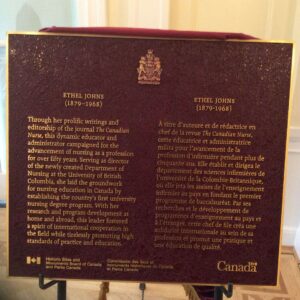 ETHEL JOHNS
(1879–1968)
Through her prolific writings and
editorship of the journal The Canadian
Nurse, this dynamic educator and
administrator campaigned for the
advancement of nursing as a profession
for over fifty years. Serving as director
of the newly created Department of
Nursing at the University of British
Columbia, she laid the groundwork
for nursing education in Canada by
establishing the country's first university
nursing degree program. With her
research and program development at
home and abroad, this leader fostered
a spirit of international cooperation in
the field while tirelessly promoting high
standards of practice and education.
ETHEL JOHNS
(1879–1968)
À titre d'auteure et de rédactrice en
chef de la revue The Canadian Nurse,
cette éducatrice et administratrice
milita pour l'avancement de la
profession d'infirmière pendant plus de
cinquante ans. Elle établit et dirigea le
département des sciences infirmières de
l'université de la Colombie-Britannique,
où elle jeta les assises de l'enseignement
infirmier au pays en fondant le premier
programme de baccalauréat. Par ses
recherches et le développement de
programmes d'enseignement au pays et
à l'étranger, cette chef de file créa une
solidarité internationale au sein de sa
profession et promut une pratique et
une éducation de qualité.
Historic Sites and
Monuments Board of Canada
and Parks Canada
Commission des lieux et
monuments historiques du Canada
et Parcs Canada
Canada